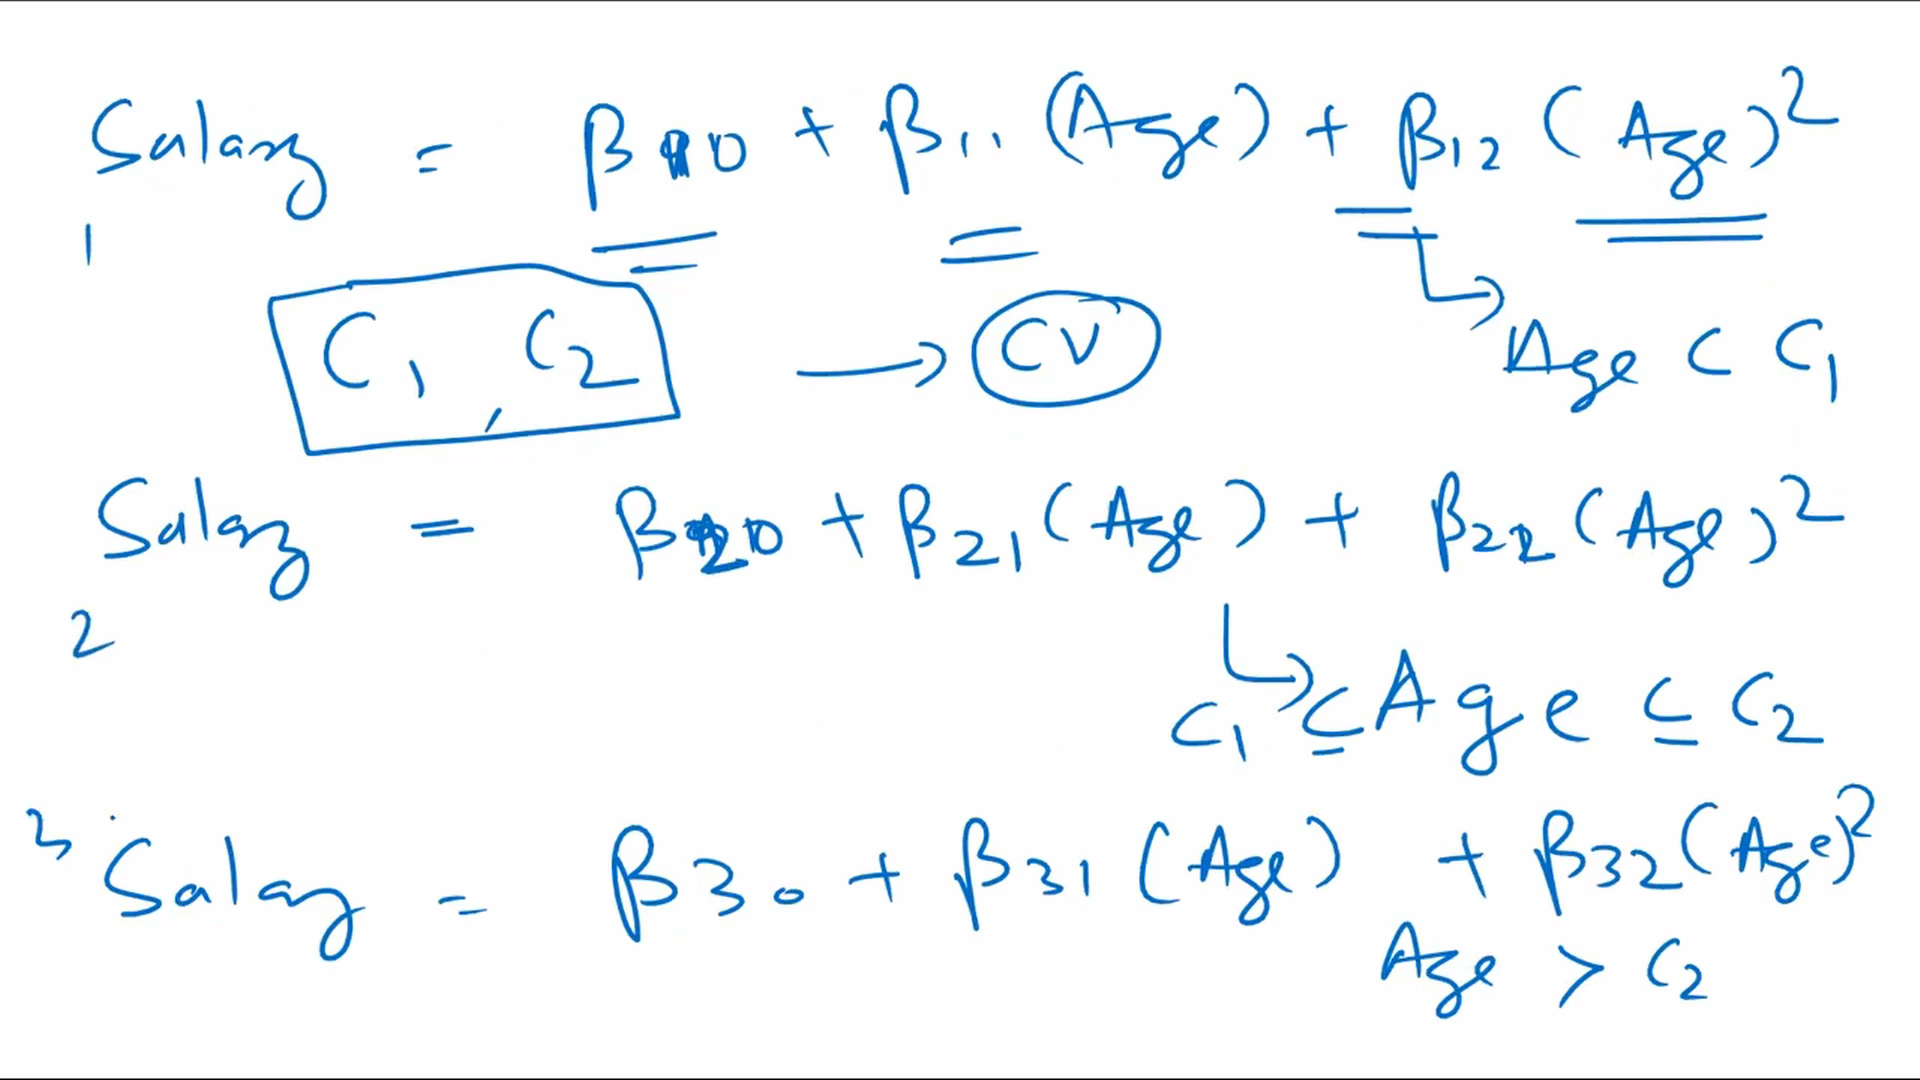 Salary = β10 + β11 (Age) + β12 (Age)²
1
C1, C2 → CV
Age < C1
Salary = β20 + β21 (Age) + β22 (Age)²
2
C1 ≤ Age ≤ C2
3 Salary = β30 + β31 (Age) + β32 (Age)²
Age > C2